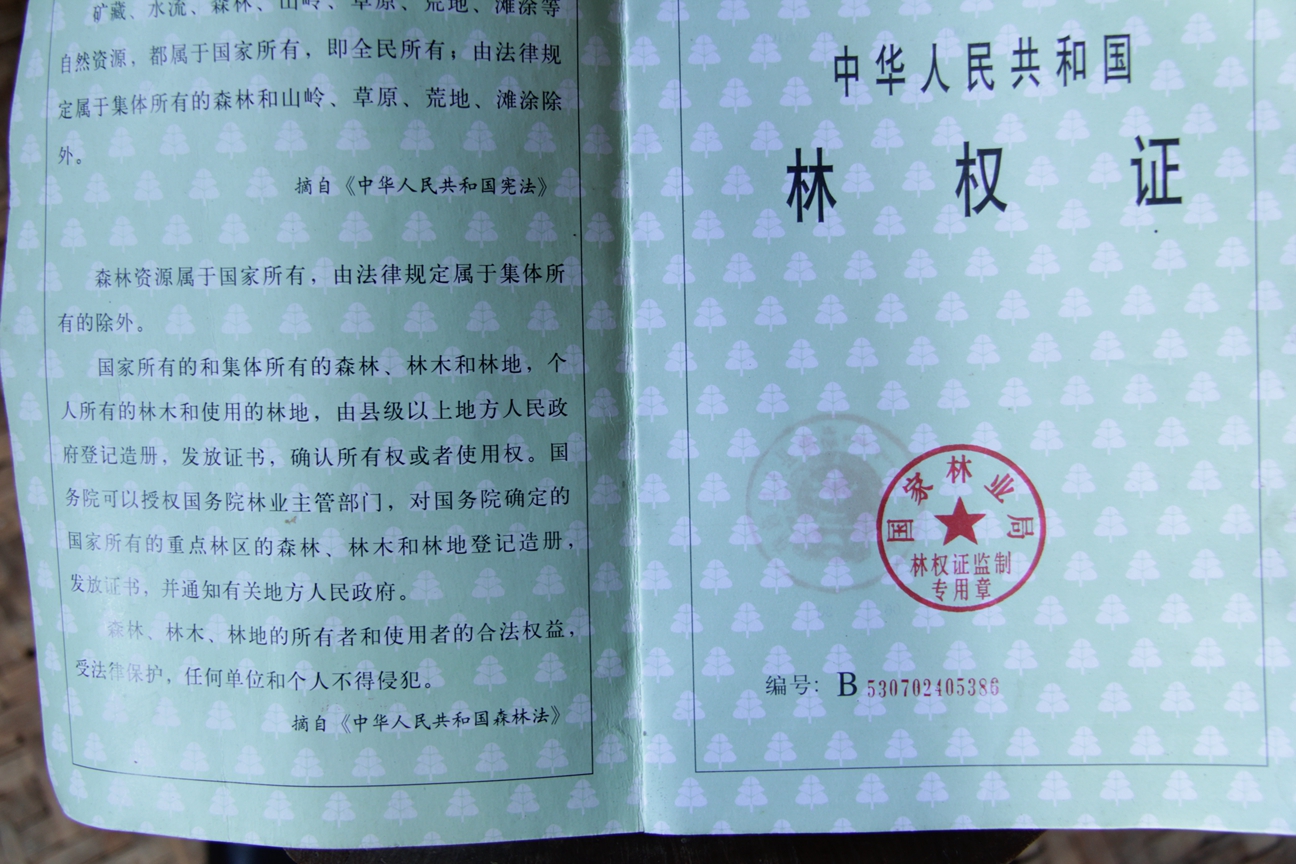 矿藏、水流、森林、山岭、草原、荒地、滩涂等
自然资源，都属于国家所有，即全民所有；由法律规
定属于集体所有的森林和山岭、草原、荒地、滩涂除
外。
摘自《中华人民共和国宪法》
森林资源属于国家所有，由法律规定属于集体所
有的除外。
国家所有的和集体所有的森林、林木和林地，个
人所有的林木和使用的林地，由县级以上地方人民政
府登记造册，发放证书，确认所有权或者使用权。国
务院可以授权国务院林业主管部门，对国务院确定的
国家所有的重点林区的森林、林木和林地登记造册，
发放证书，并通知有关地方人民政府。
森林、林木、林地的所有者和使用者的合法权益，
受法律保护，任何单位和个人不得侵犯。
摘自《中华人民共和国森林法》
中华人民共和国
林权证
国家林业局
林权证监制
专用章
编号：B 530702405386